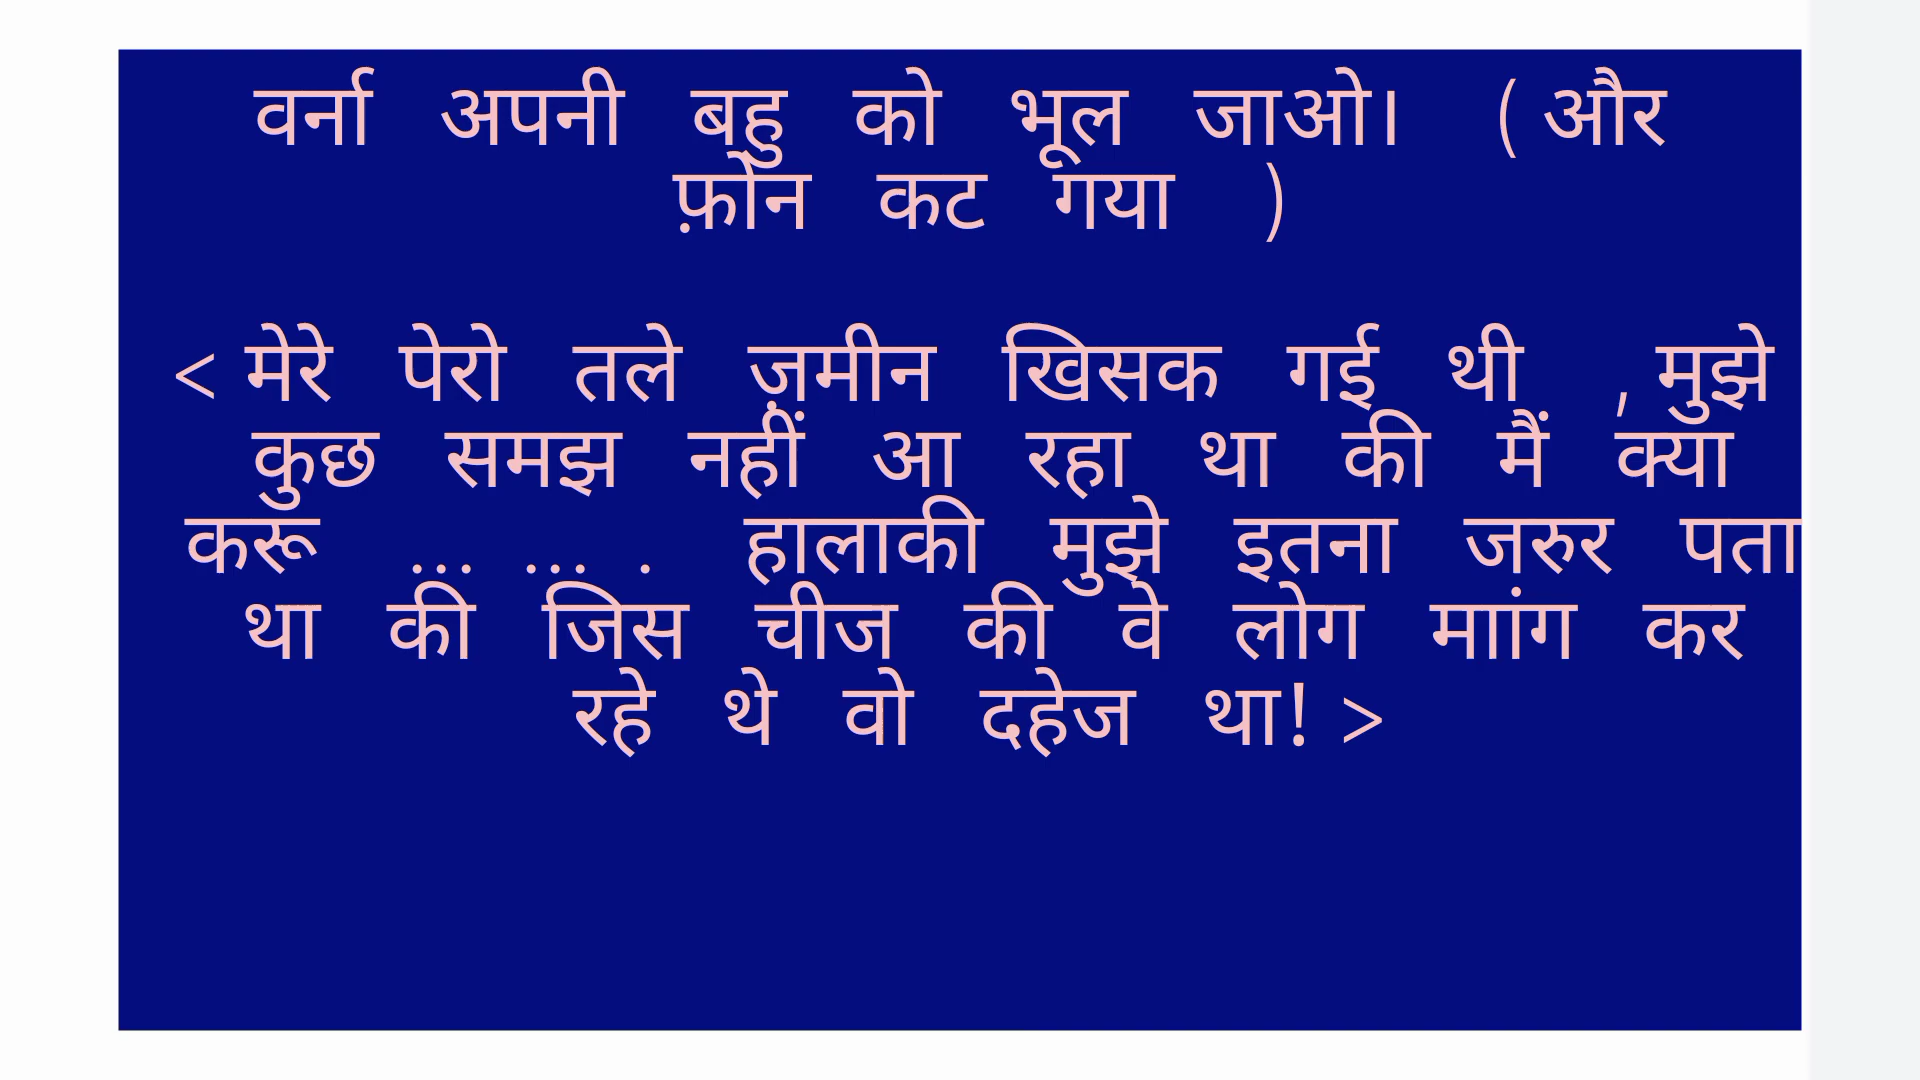 वर्ना अपनी बहु को भूल जाओ। ( और
फ़ोन कट गया )
< मेरे पेरो तले ज़मीन खिसक गई थी , मुझे
कुछ समझ नहीं आ रहा था की मैं क्या
करू ... ... . हालाकी मुझे इतना जरुर पता
था की जिस चीज की वे लोग माांग कर
रहे थे वो दहेज था! >